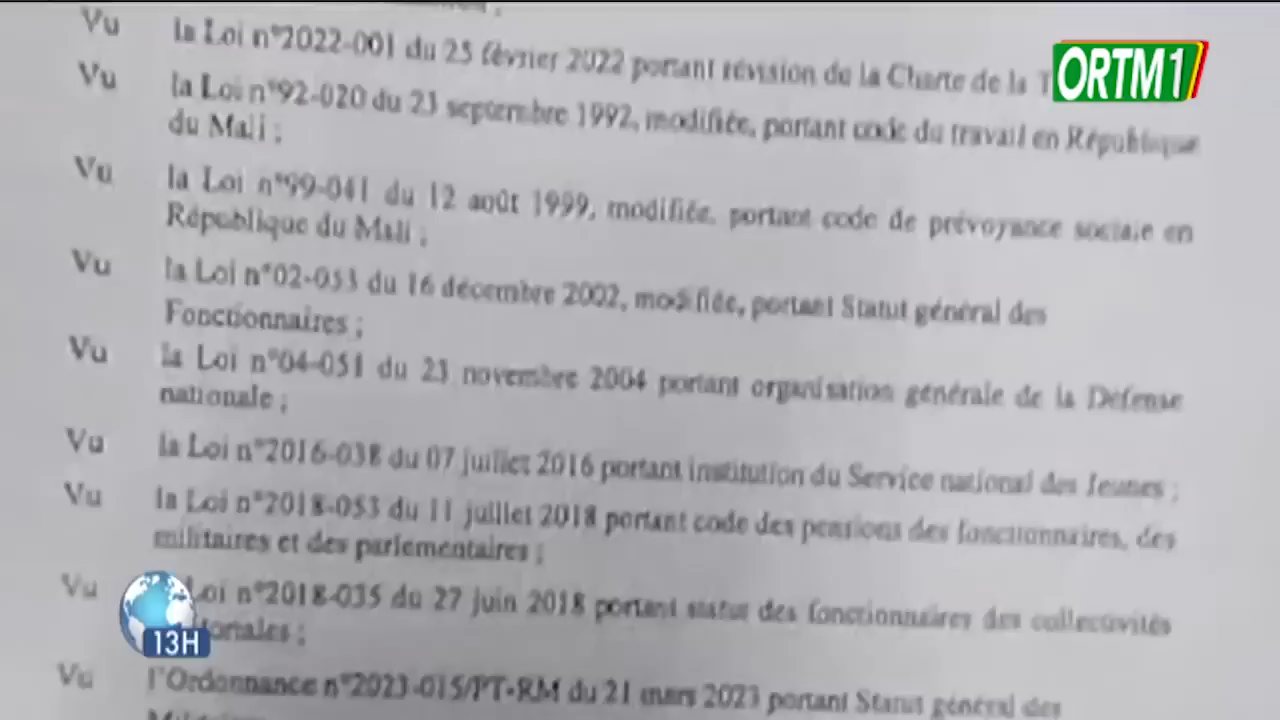 Vu la Loi n°2022-001 du 25 février 2022 portant révision de la Charte de la T
ORTM1
Vu la Loi n°92-020 du 23 septembre 1992, modifiée, portant code du travail en République
du Mali ;
Vu la Loi n°99-041 du 12 août 1999, modifiée, portant code de prévoyance sociale en
République du Mali ;
Vu la Loi n°02-053 du 16 décembre 2002, modifiée, portant Statut général des
Fonctionnaires ;
Vu la Loi n°04-051 du 23 novembre 2004 portant organisation générale de la Défense
nationale ;
Vu la Loi n°2016-038 du 07 juillet 2016 portant institution du Service national des Jeunes ;
Vu la Loi n°2018-053 du 11 juillet 2018 portant code des pensions des fonctionnaires, des
militaires et des parlementaires ;
Vu Loi n°2018-035 du 27 juin 2018 portant statut des fonctionnaires des collectivités
toriales ;
13H
Vu l'Ordonnance n°2023-015/PT-RM du 21 mars 2023 portant Statut général des